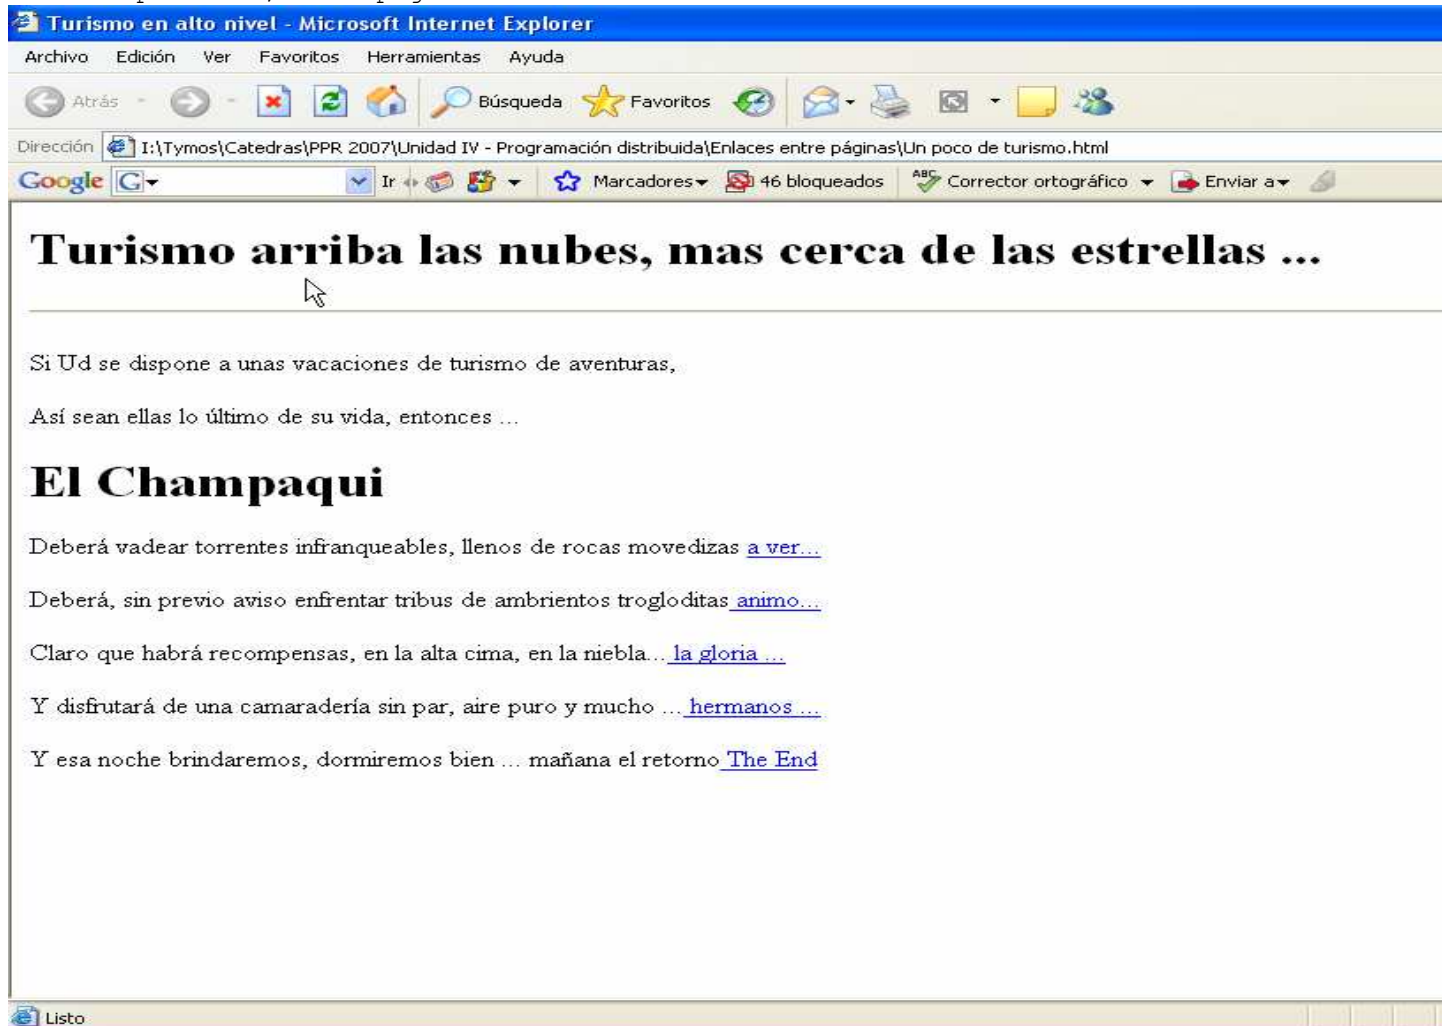 Turismo en alto nivel - Microsoft Internet Explorer
Archivo Edición Ver Favoritos Herramientas Ayuda
Atrás Búsqueda Favoritos
Dirección I:\Tymos\Catedras\PPR 2007\Unidad IV - Programación distribuida\Enlaces entre páginas\Un poco de turismo.html
Google G Ir Marcadores 46 bloqueados ABC Corrector ortográfico Enviar a
Turismo arriba las nubes, mas cerca de las estrellas ...
Si Ud se dispone a unas vacaciones de turismo de aventuras,
Así sean ellas lo último de su vida, entonces ...
El Champaqui
Deberá vadear torrentes infranqueables, llenos de rocas movedizas a ver...
Deberá, sin previo aviso enfrentar tribus de ambrientos trogloditas animo...
Claro que habrá recompensas, en la alta cima, en la niebla... la gloria ...
Y disfrutará de una camaradería sin par, aire puro y mucho ... hermanos ...
Y esa noche brindaremos, dormiremos bien ... mañana el retorno The End
Listo